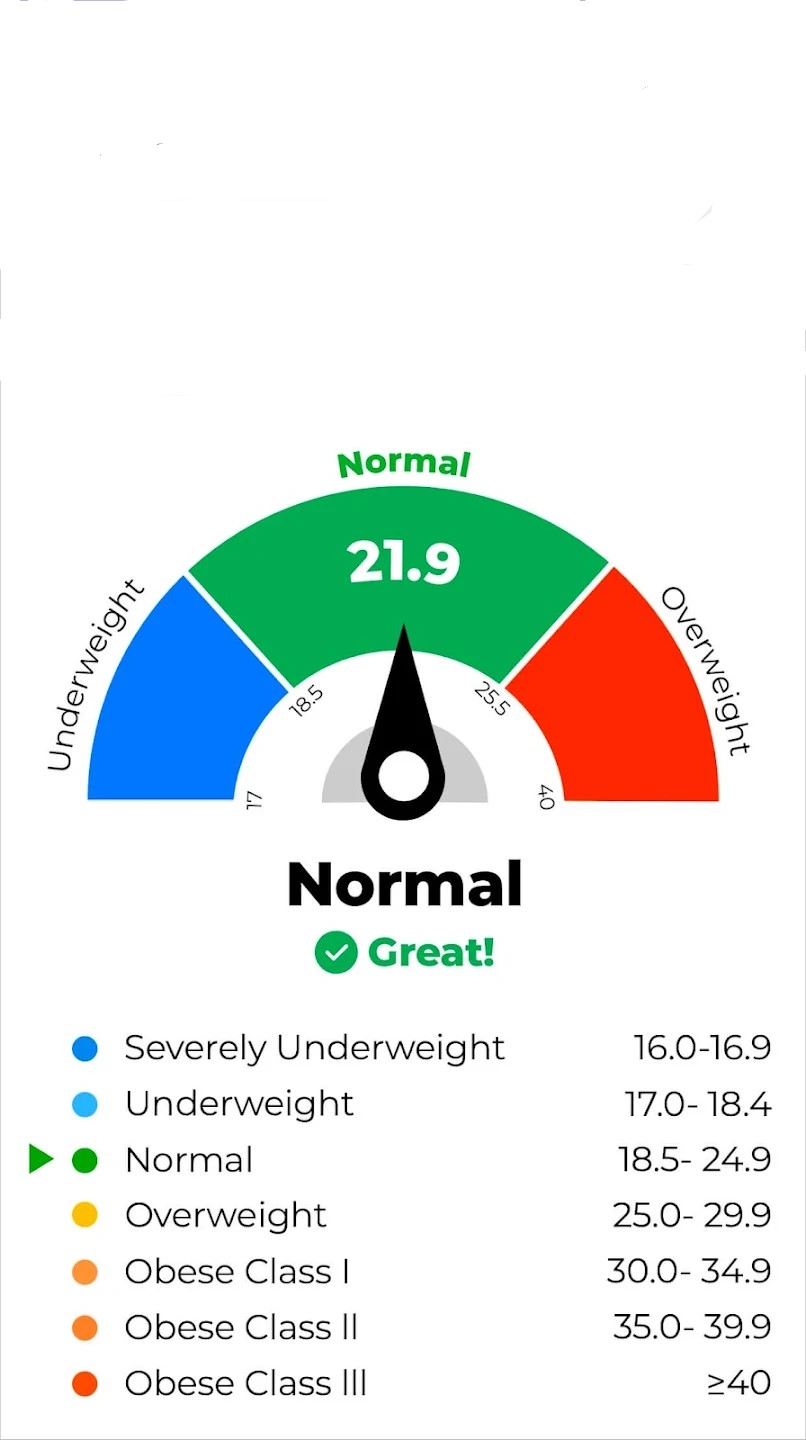 Normal
21.9
Underweight
Overweight
18.5
25.5
17
40
Normal
Great!
Severely Underweight 16.0-16.9
Underweight 17.0- 18.4
Normal 18.5- 24.9
Overweight 25.0- 29.9
Obese Class I 30.0- 34.9
Obese Class ll 35.0- 39.9
Obese Class lll ≥40